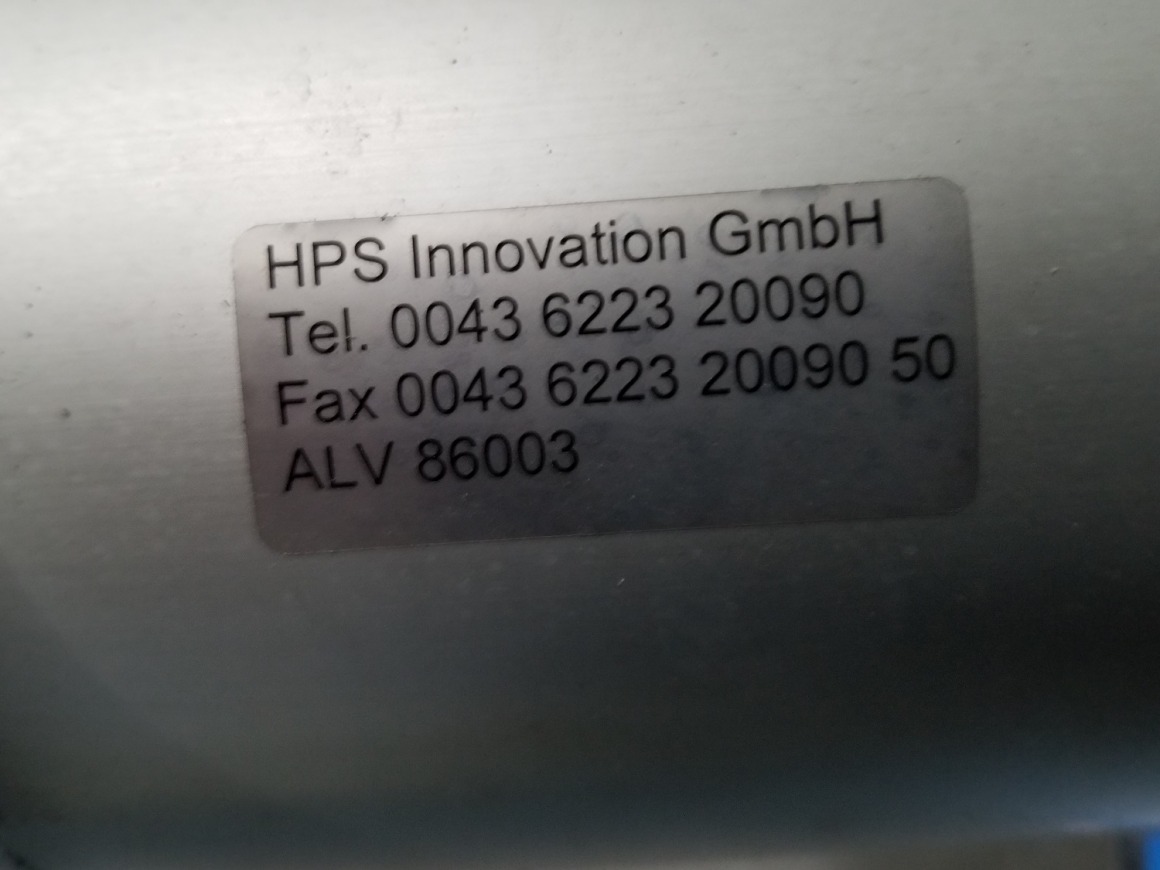 HPS Innovation GmbH
Tel. 0043 6223 20090
Fax 0043 6223 20090 50
ALV 86003